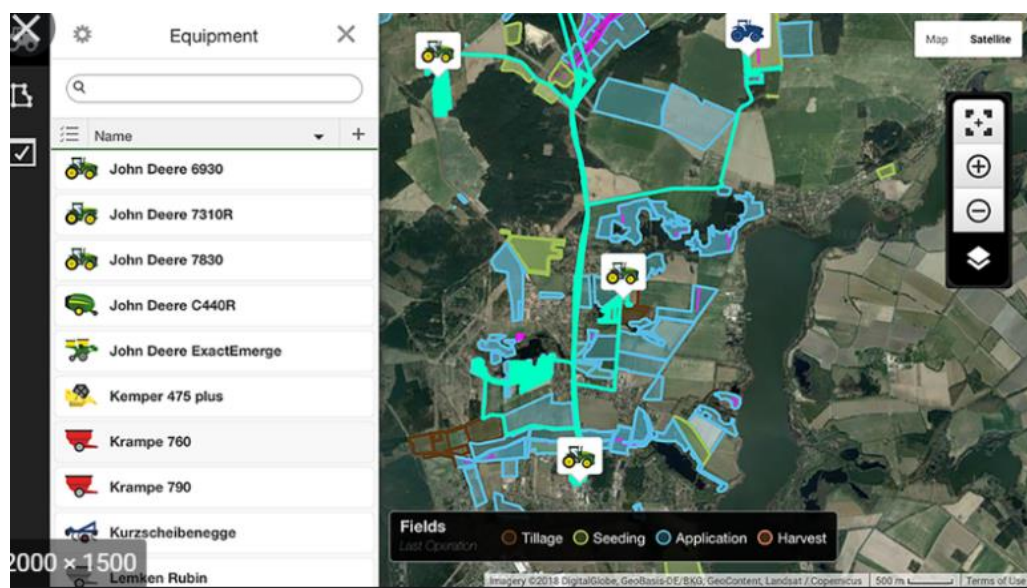 Equipment
Name
John Deere 6930
John Deere 7310R
John Deere 7830
John Deere C440R
John Deere ExactEmerge
Kemper 475 plus
Krampe 760
Krampe 790
Kurzscheibenegge
Lemken Rubin
2000 × 1500
Map Satellite
Fields
Last Operation
Tillage Seeding Application Harvest
Imagery ©2018 DigitalGlobe, GeoBasis-DE/BKG, GeoContent, Landsat / Copernicus 500 m Terms of Use